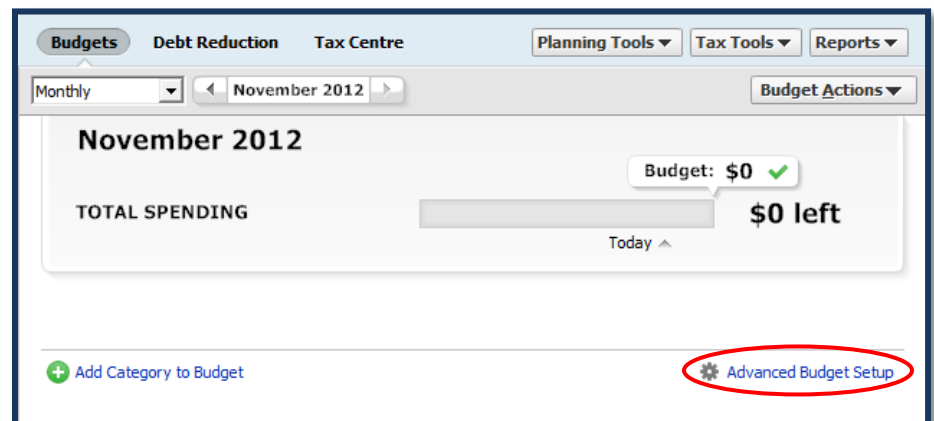 Budgets Debt Reduction Tax Centre Planning Tools Tax Tools Reports
Monthly November 2012 Budget Actions
November 2012
Budget: $0
TOTAL SPENDING $0 left
Today
Add Category to Budget Advanced Budget Setup